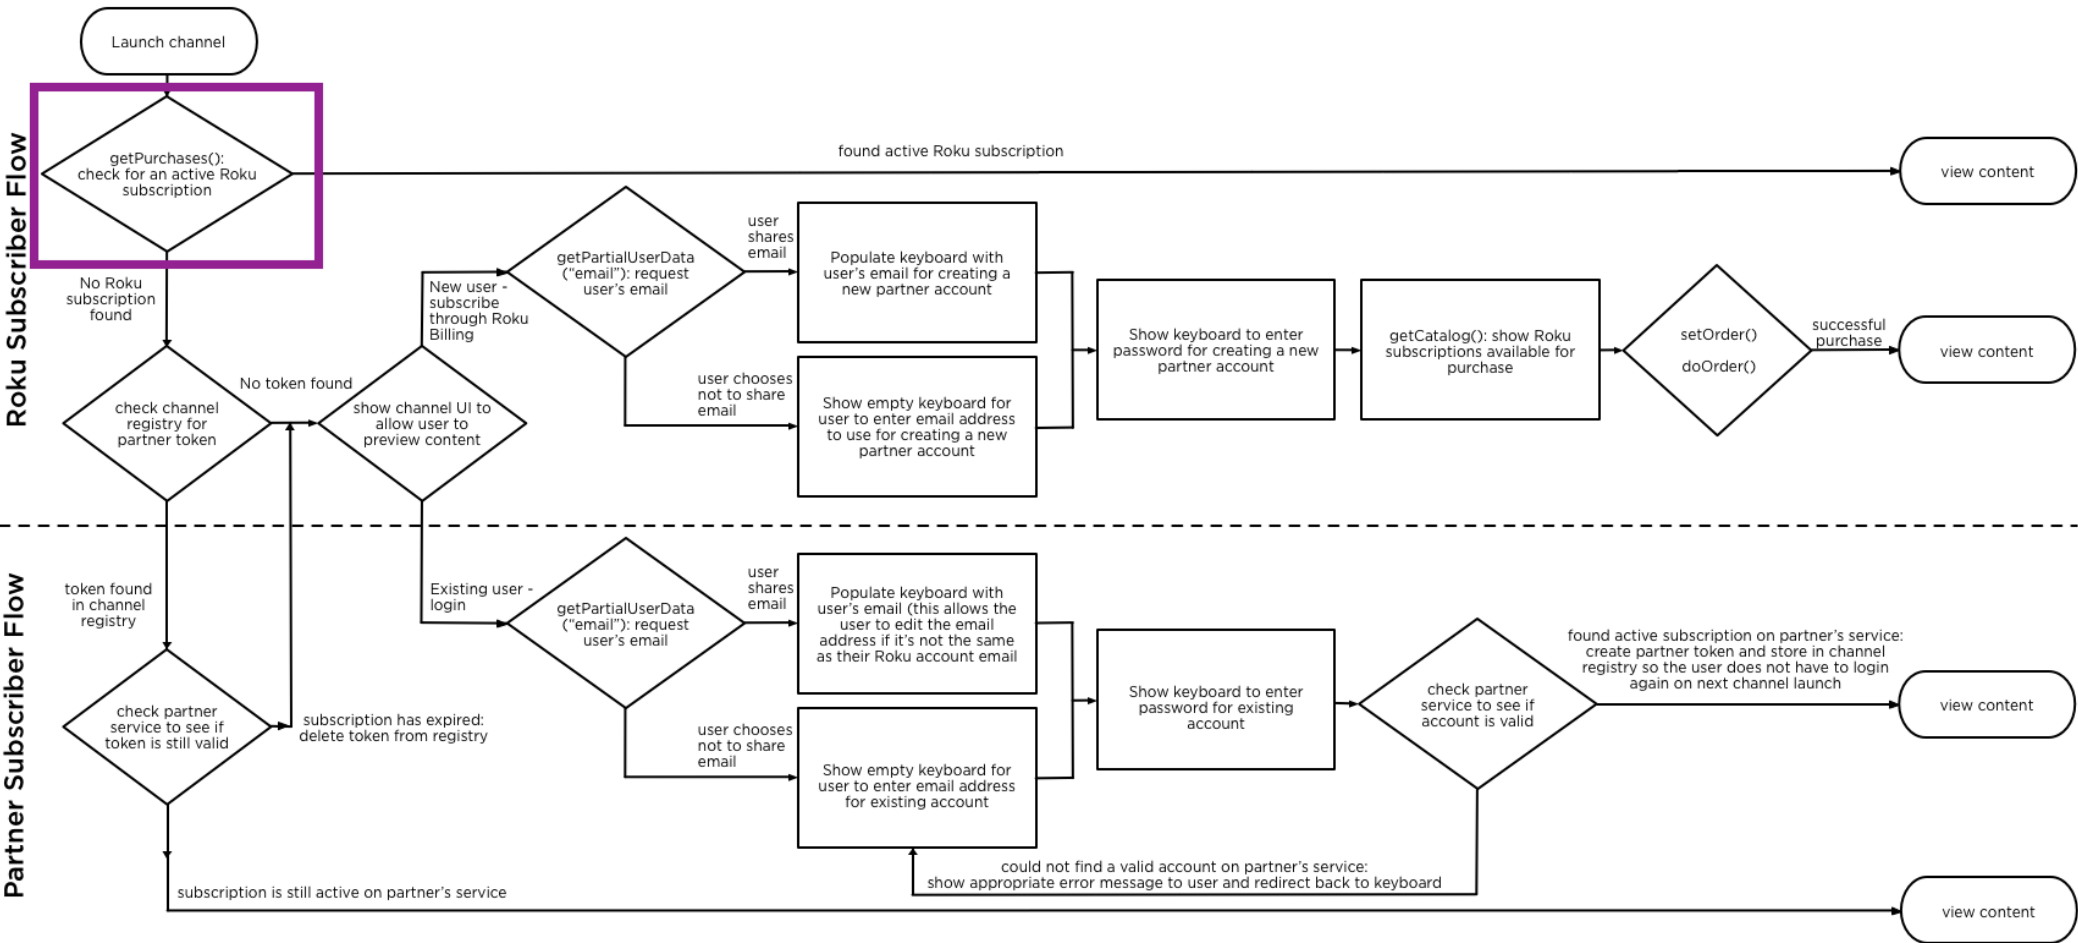 Launch channel
Roku Subscriber Flow
getPurchases():
check for an active Roku
subscription
found active Roku subscription
view content
No Roku
subscription
found
check channel
registry for
partner token
No token found
show channel UI to
allow user to
preview content
New user -
subscribe
through Roku
Billing
getPartialUserData
(“email”): request
user’s email
user
shares
email
Populate keyboard with
user’s email for creating a
new partner account
user chooses
not to share
email
Show empty keyboard for
user to enter email address
to use for creating a new
partner account
Show keyboard to enter
password for creating a new
partner account
getCatalog(): show Roku
subscriptions available for
purchase
setOrder()
doOrder()
successful
purchase
view content
Partner Subscriber Flow
token found
in channel
registry
check partner
service to see if
token is still valid
subscription has expired:
delete token from registry
Existing user -
login
getPartialUserData
(“email”): request
user’s email
user
shares
email
Populate keyboard with
user’s email (this allows the
user to edit the email
address if it’s not the same
as their Roku account email
user chooses
not to share
email
Show empty keyboard for
user to enter email address
for existing account
Show keyboard to enter
password for existing
account
check partner
service to see if
account is valid
found active subscription on partner’s service:
create partner token and store in channel
registry so the user does not have to login
again on next channel launch
view content
could not find a valid account on partner’s service:
show appropriate error message to user and redirect back to keyboard
subscription is still active on partner’s service
view content